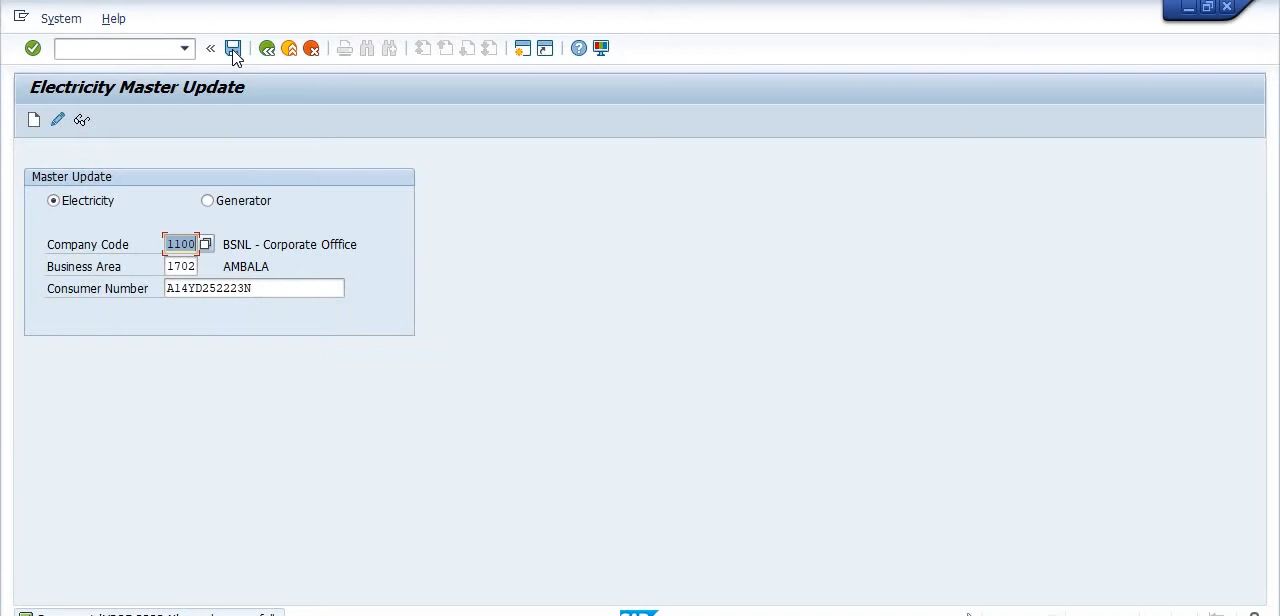 System Help
Electricity Master Update
Master Update
Electricity Generator
Company Code 1100 BSNL - Corporate Offfice
Business Area 1702 AMBALA
Consumer Number A14YD252223N
SAP